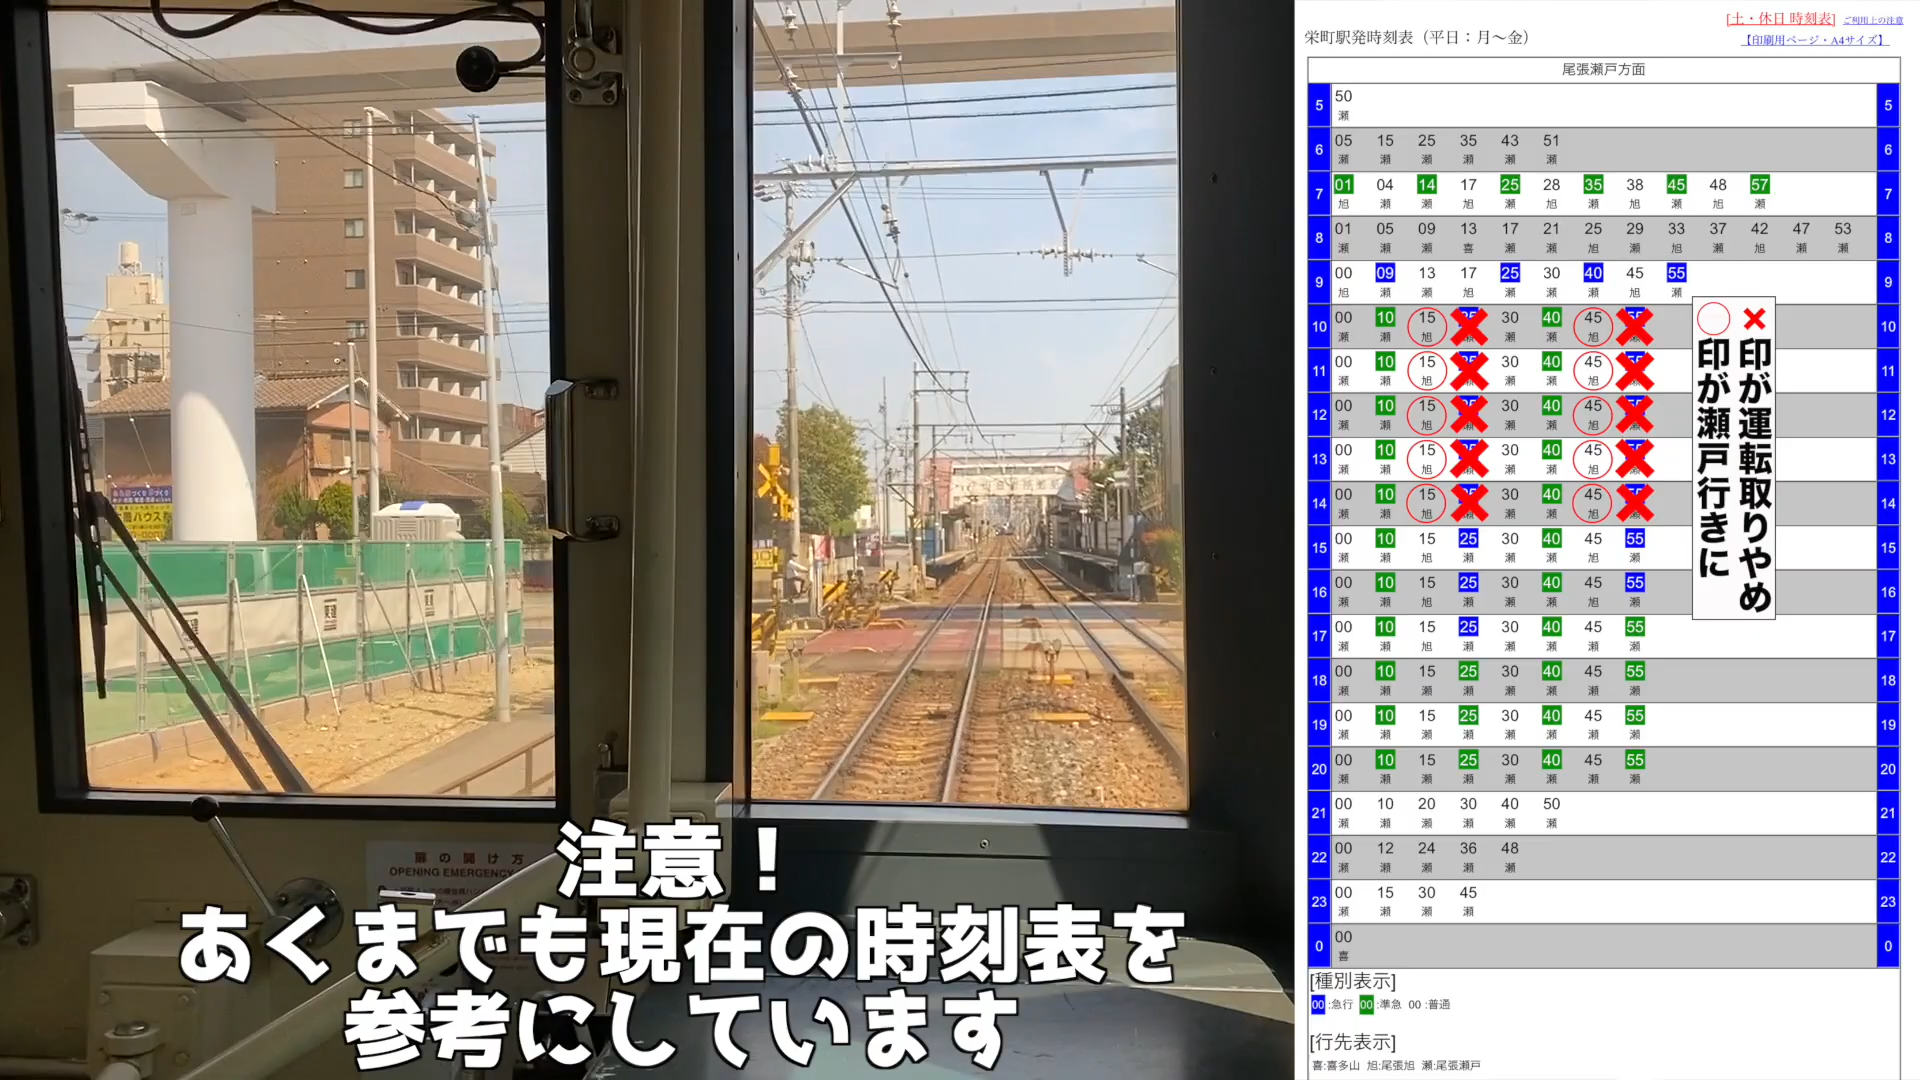 [土・休日 時刻表] ご利用上の注意
【印刷用ページ・A4サイズ】
栄町駅発時刻表（平日：月～金）
尾張瀬戸方面
5 50 5
瀬
6 05 15 25 35 43 51 6
瀬 瀬 瀬 瀬 瀬 瀬
7 01 04 14 17 25 28 35 38 45 48 57 7
旭 旭 瀬 旭 瀬 旭 瀬 旭 瀬 旭 瀬
8 01 05 09 13 17 21 25 29 33 37 42 47 53 8
瀬 瀬 瀬 喜 瀬 瀬 旭 瀬 旭 瀬 旭 瀬 瀬
9 00 09 13 17 25 30 40 45 55 9
旭 瀬 瀬 旭 瀬 瀬 瀬 旭 瀬
10 00 10 15 30 40 45 10
瀬 瀬 旭 瀬 瀬 旭
11 00 10 15 30 40 45 11
瀬 瀬 旭 瀬 瀬 旭
12 00 10 15 30 40 45 12
瀬 瀬 旭 瀬 瀬 旭
13 00 10 15 30 40 45 13
瀬 瀬 旭 瀬 瀬 旭
14 00 10 15 30 40 45 14
瀬 瀬 旭 瀬 瀬 旭
15 00 10 15 25 30 40 45 55 15
瀬 瀬 旭 瀬 瀬 瀬 旭 瀬
16 00 10 15 25 30 40 45 55 16
瀬 瀬 旭 瀬 瀬 瀬 旭 瀬
17 00 10 15 25 30 40 45 55 17
瀬 瀬 瀬 瀬 瀬 瀬 瀬 瀬
18 00 10 15 25 30 40 45 55 18
瀬 瀬 瀬 瀬 瀬 瀬 瀬 瀬
19 00 10 15 25 30 40 45 55 19
瀬 瀬 瀬 瀬 瀬 瀬 瀬 瀬
20 00 10 15 25 30 40 45 55 20
瀬 瀬 瀬 瀬 瀬 瀬 瀬 瀬
21 00 10 20 30 40 50 21
瀬 瀬 瀬 瀬 瀬 瀬
22 00 12 24 36 48 22
瀬 瀬 瀬 瀬 瀬
23 00 15 30 45 23
瀬 瀬 瀬 瀬
0 00 0
喜
×印が運転取りやめ
○印が瀬戸行きに
[種別表示]
00 :急行 00 :準急 00 :普通
[行先表示]
喜:喜多山 旭:尾張旭 瀬:尾張瀬戸
扉の開け方
OPENING EMERGENCY
注意！
あくまでも現在の時刻表を
参考にしています